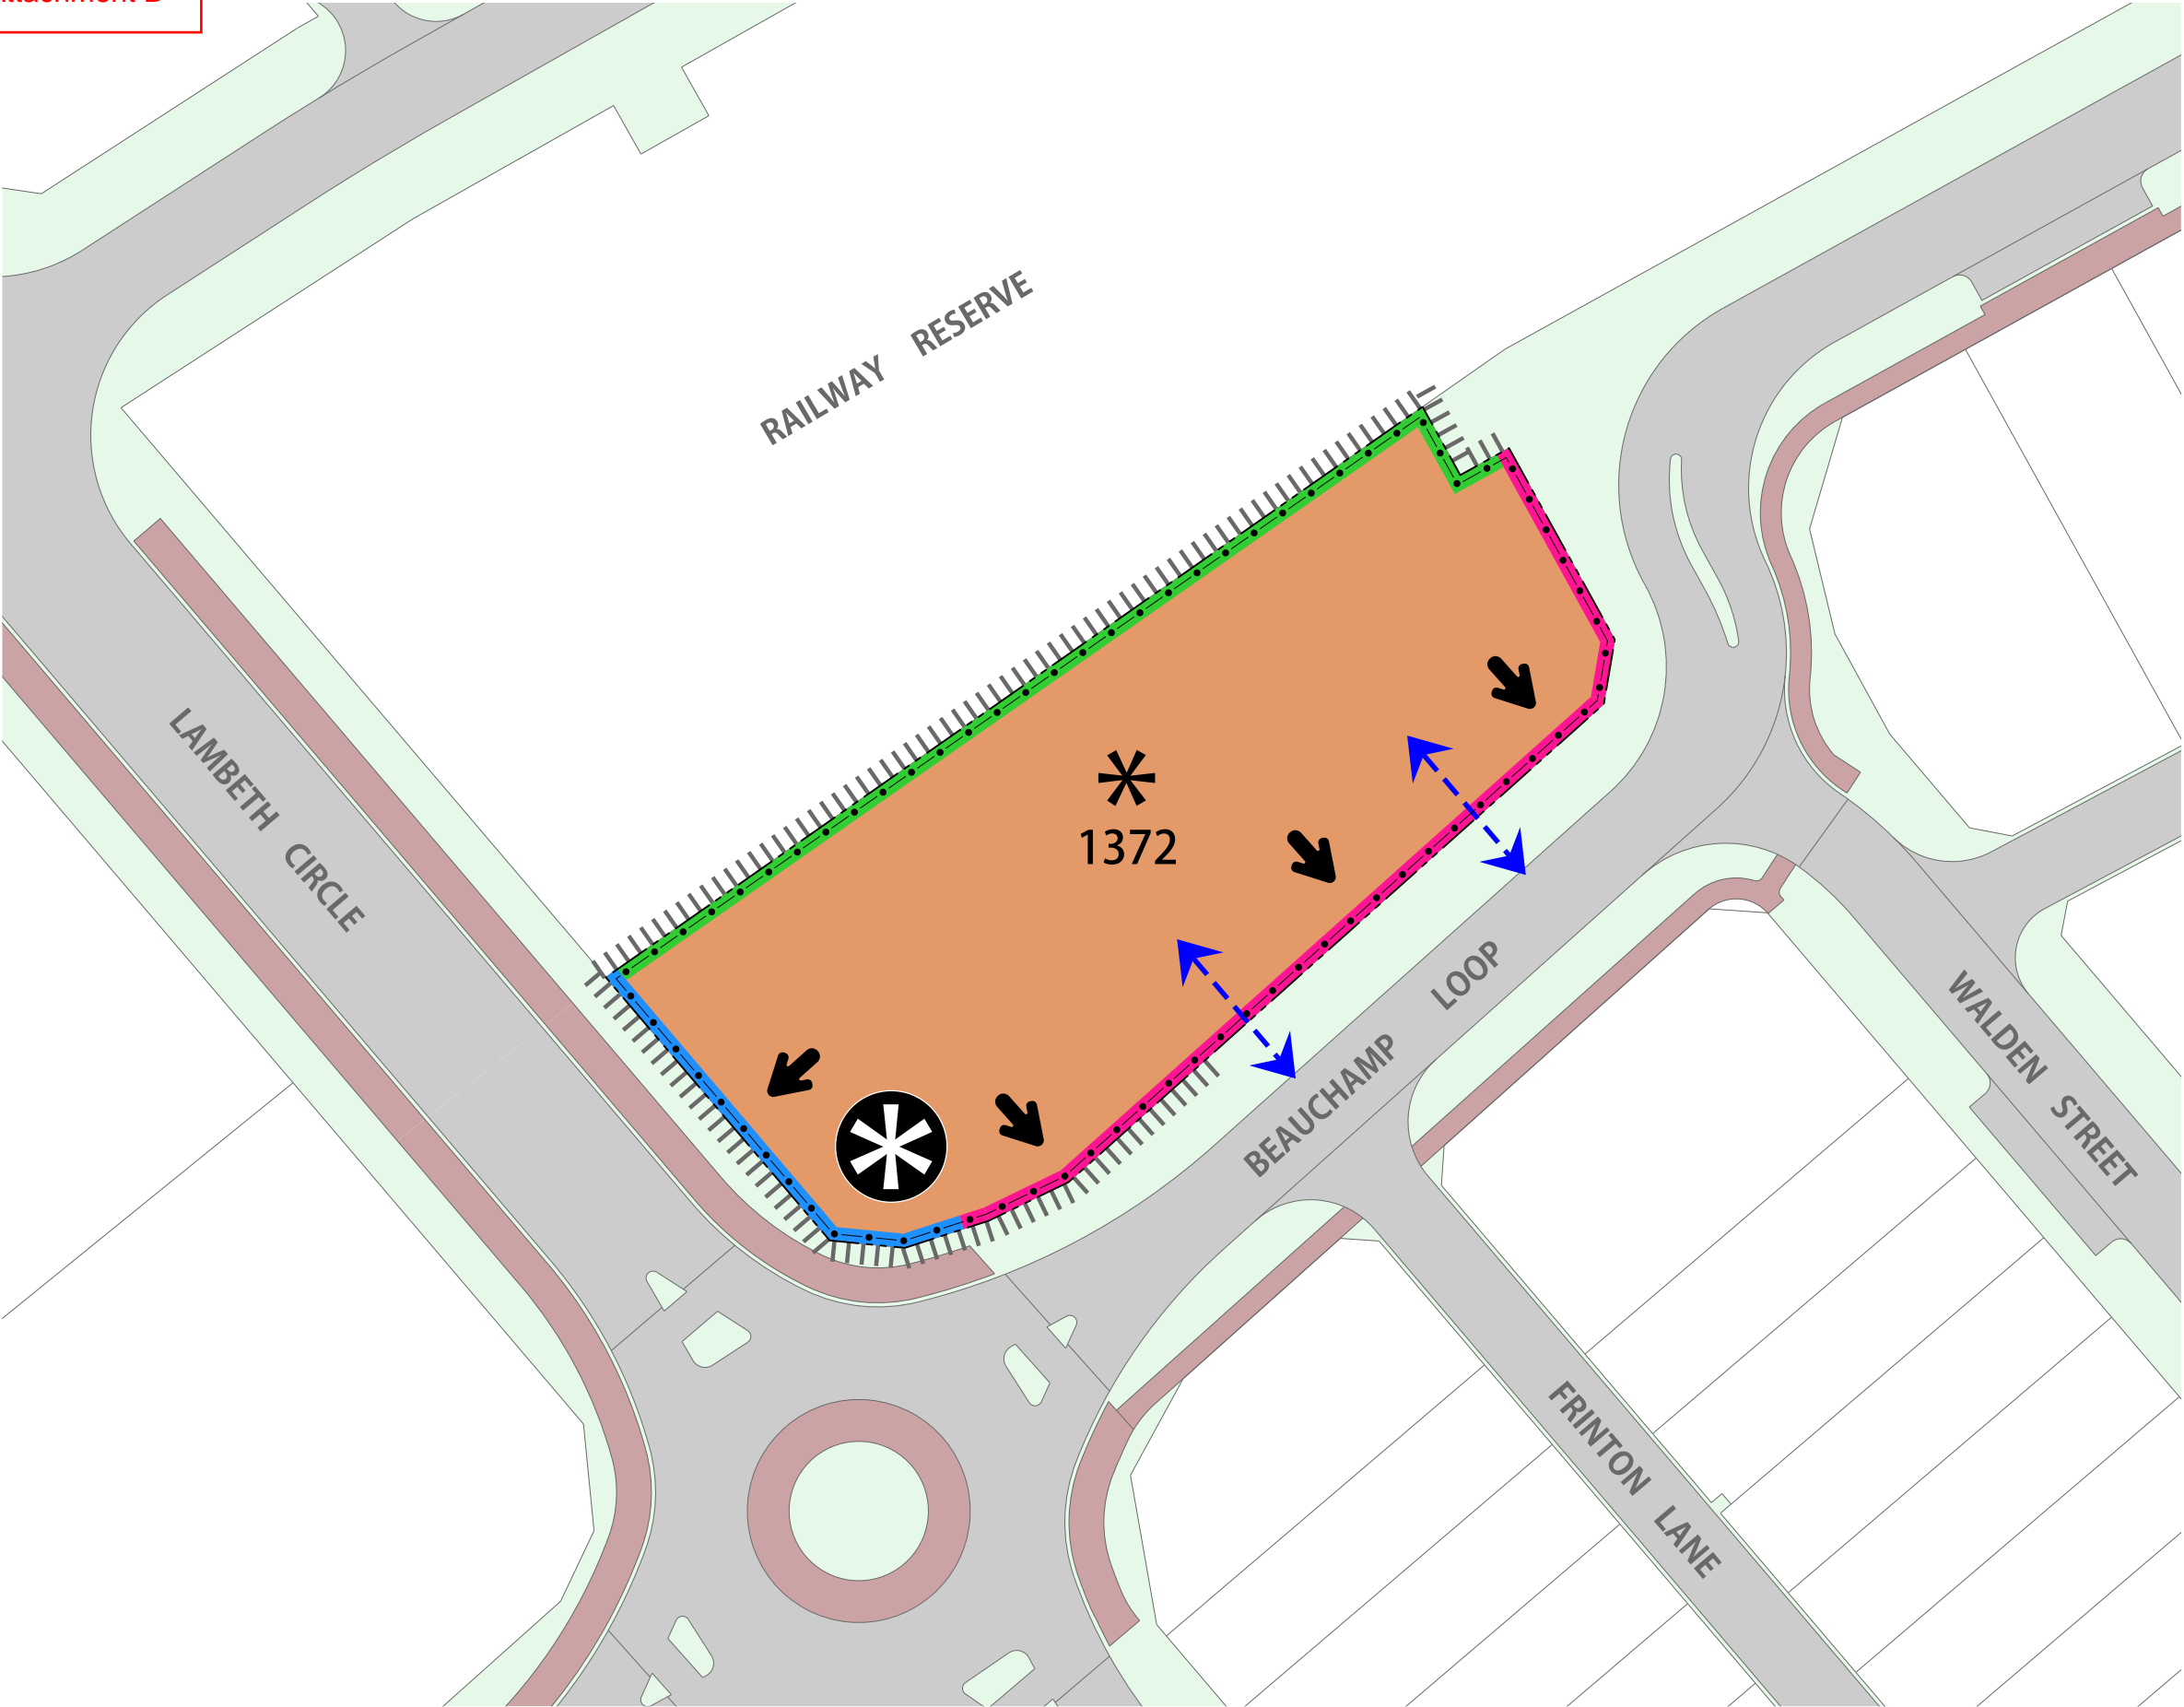 RAILWAY RESERVE
LAMBETH CIRCLE
1372
BEAUCHAMP LOOP
WALDEN STREET
FRINTON LANE